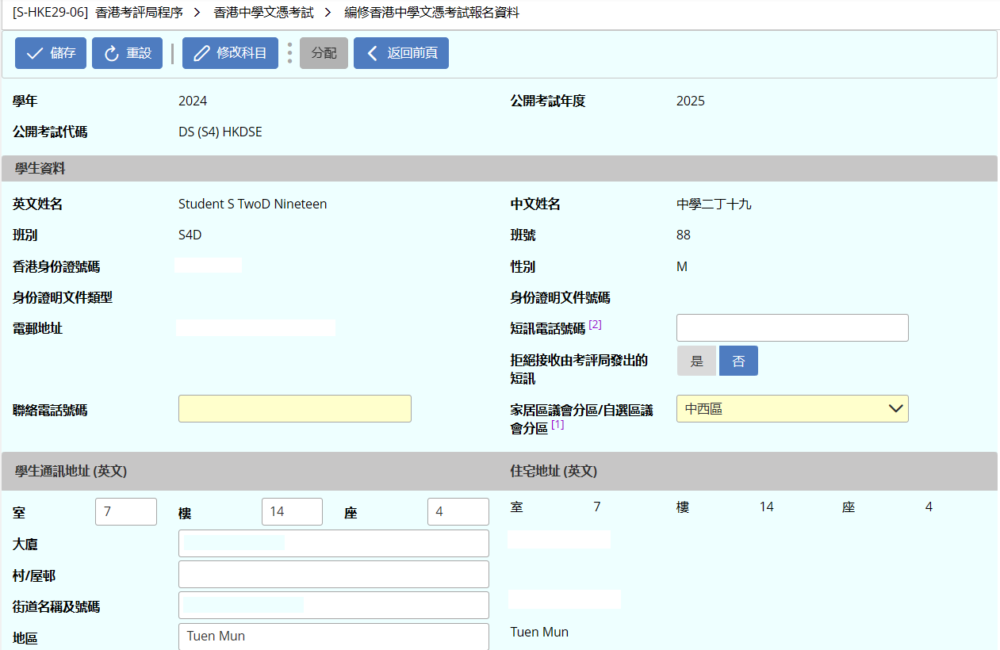 [S-HKE29-06] 香港考評局程序 > 香港中學文憑考試 > 編修香港中學文憑考試報名資料
儲存 重設 修改科目 分配 返回前頁
學年 2024 公開考試年度 2025
公開考試代碼 DS (S4) HKDSE
學生資料
英文姓名 Student S TwoD Nineteen 中文姓名 中學二丁十九
班別 S4D 班號 88
香港身份證號碼 性別 M
身份證明文件類型 身份證明文件號碼
電郵地址 短訊電話號碼 [2]
拒絕接收由考評局發出的
短訊 是 否
聯絡電話號碼 家居區議會分區/自選區議
會分區 [1] 中西區
學生通訊地址 (英文) 住宅地址 (英文)
室 7 樓 14 座 4 室 7 樓 14 座 4
大廈
村/屋邨
街道名稱及號碼
地區 Tuen Mun Tuen Mun